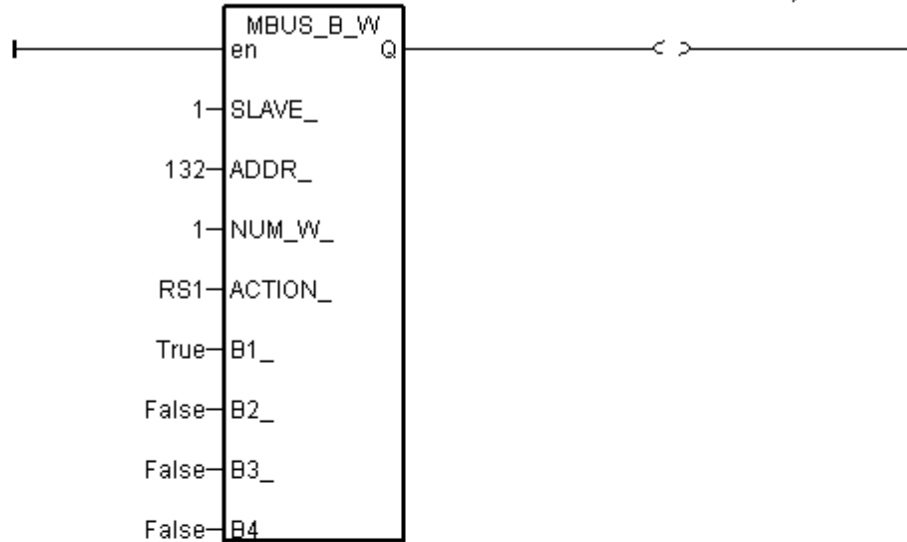 MBUS_B_W
en Q
1 SLAVE_
132 ADDR_
1 NUM_W_
RS1 ACTION_
True B1_
False B2_
False B3_
False B4